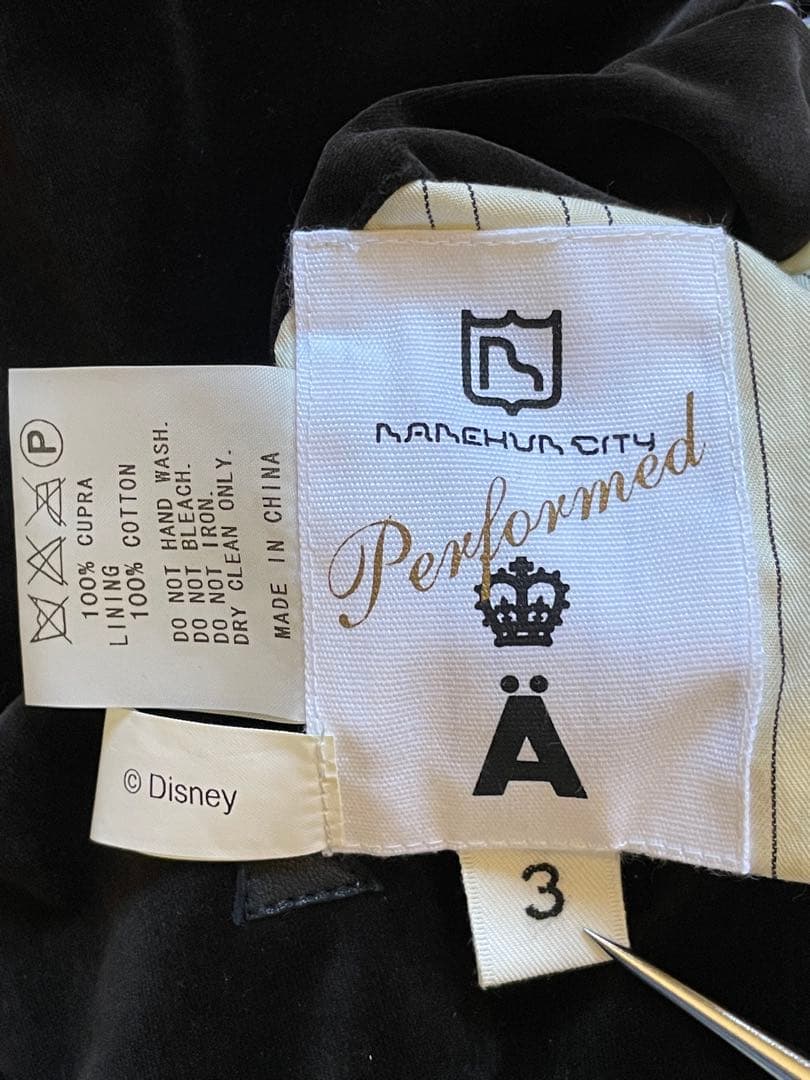 CITY
Performed
Ä
3
P
100% CUPRA
LINING
100% COTTON
DO NOT HAND WASH.
DO NOT BLEACH.
DO NOT IRON.
DRY CLEAN ONLY.
MADE IN CHINA
© Disney